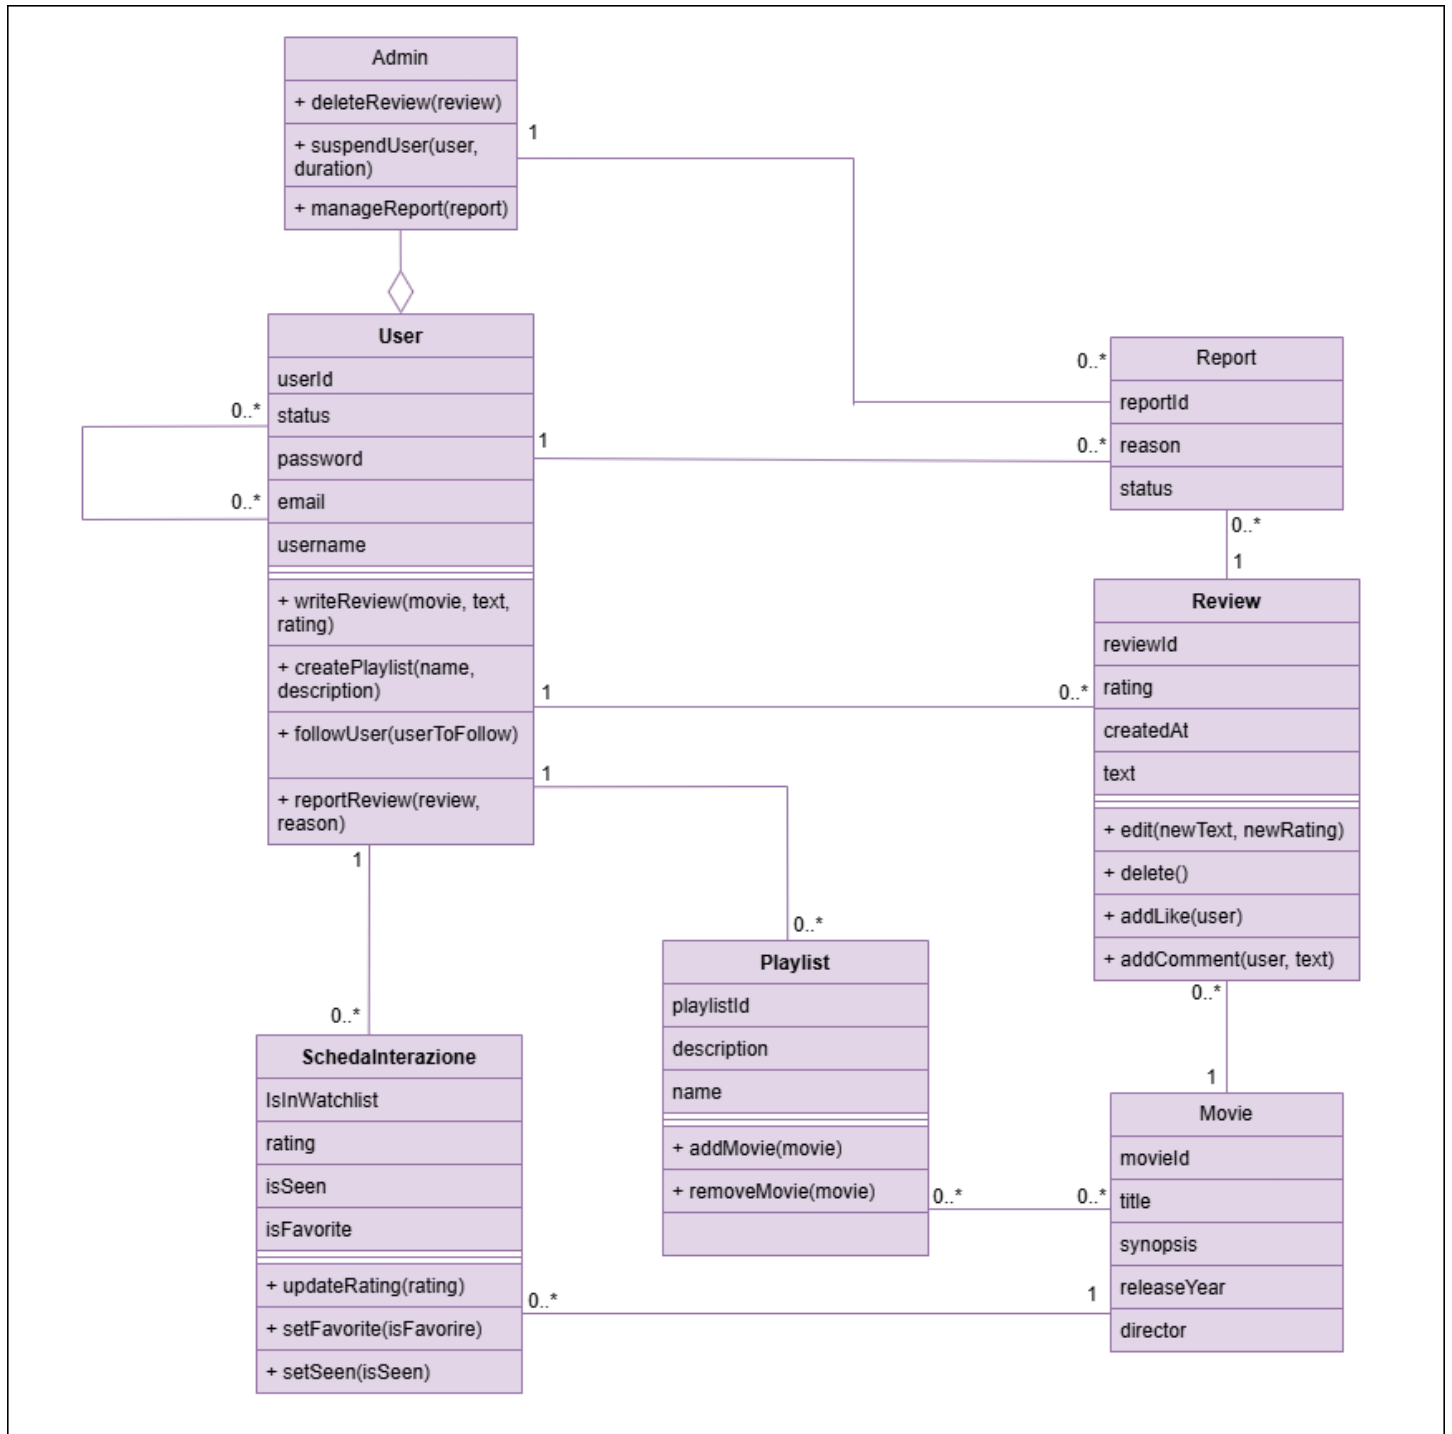 Admin
+ deleteReview(review)
+ suspendUser(user,
duration)
+ manageReport(report)
1
0..*
User
userId
status
password
email
username
+ writeReview(movie, text,
rating)
+ createPlaylist(name,
description)
+ followUser(userToFollow)
+ reportReview(review,
reason)
0..*
0..*
1
0..*
Report
reportId
reason
status
0..*
1
Review
reviewId
rating
createdAt
text
+ edit(newText, newRating)
+ delete()
+ addLike(user)
+ addComment(user, text)
1
0..*
1
0..*
1
0..*
Playlist
playlistId
description
name
+ addMovie(movie)
+ removeMovie(movie)
0..*
0..*
0..*
1
Movie
movieId
title
synopsis
releaseYear
director
SchedaInterazione
IsInWatchlist
rating
isSeen
isFavorite
+ updateRating(rating)
+ setFavorite(isFavorire)
+ setSeen(isSeen)
0..*
1